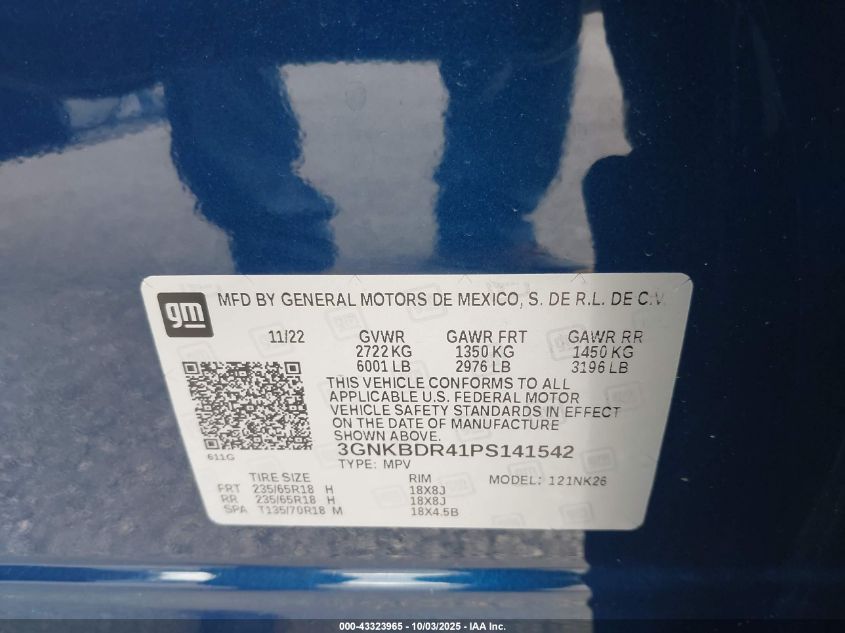 gm
MFD BY GENERAL MOTORS DE MEXICO, S. DE R.L. DE C.V.
11/22 GVWR GAWR FRT GAWR RR
2722 KG 1350 KG 1450 KG
6001 LB 2976 LB 3196 LB
THIS VEHICLE CONFORMS TO ALL
APPLICABLE U.S. FEDERAL MOTOR
VEHICLE SAFETY STANDARDS IN EFFECT
ON THE DATE OF MANUFACTURE
SHOWN ABOVE.
611G
3GNKBDR41PS141542
TYPE: MPV
TIRE SIZE RIM MODEL: 121NK26
FRT 235/65R18 H 18X8J
RR 235/65R18 H 18X8J
SPA T135/70R18 M 18X4.5B
000-43323965 - 10/03/2025 - IAA Inc.